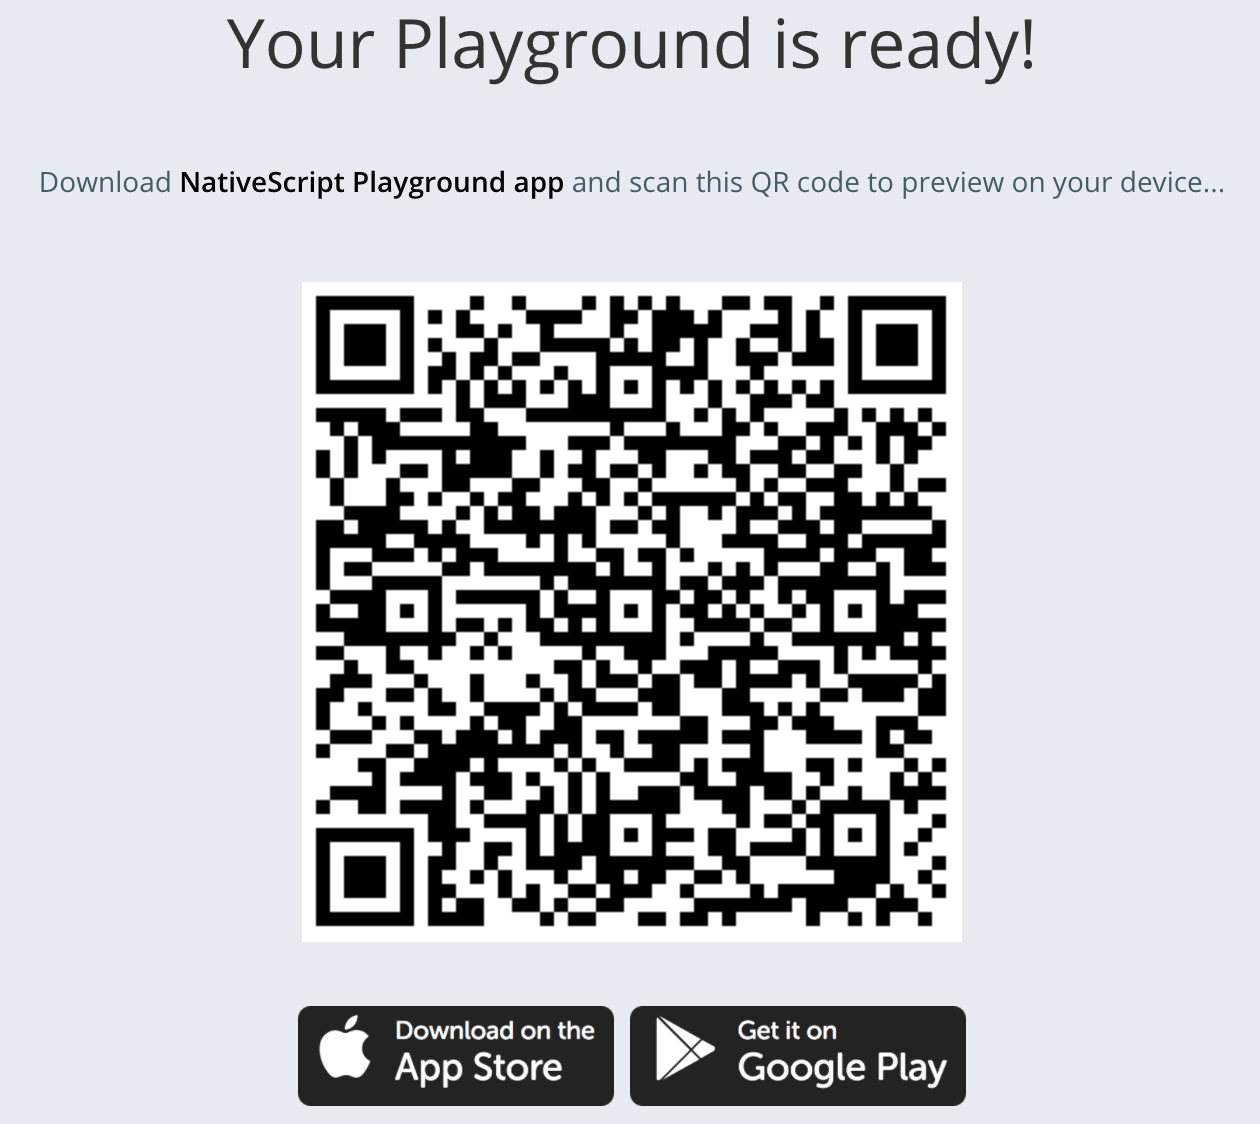 Your Playground is ready!
Download NativeScript Playground app and scan this QR code to preview on your device...
Download on the
App Store
Get it on
Google Play